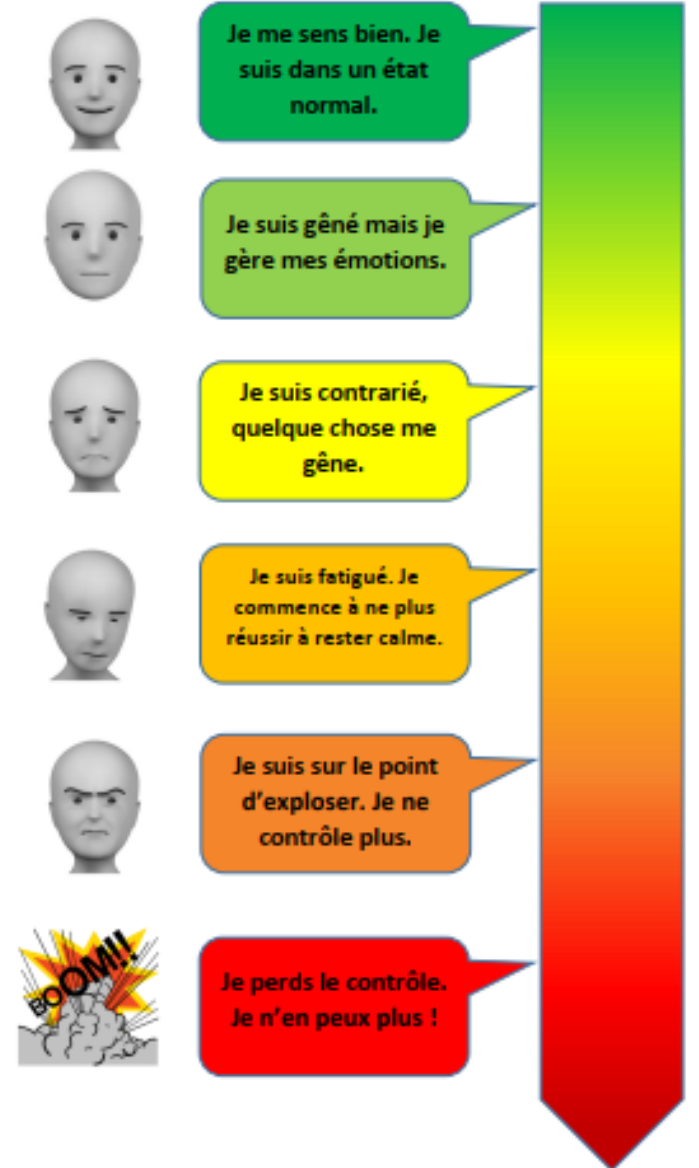 Je me sens bien. Je
suis dans un état
normal.
Je suis gêné mais je
gère mes émotions.
Je suis contrarié,
quelque chose me
gêne.
Je suis fatigué. Je
commence à ne plus
réussir à rester calme.
Je suis sur le point
d'exploser. Je ne
contrôle plus.
BOOM!!
Je perds le contrôle.
Je n'en peux plus !